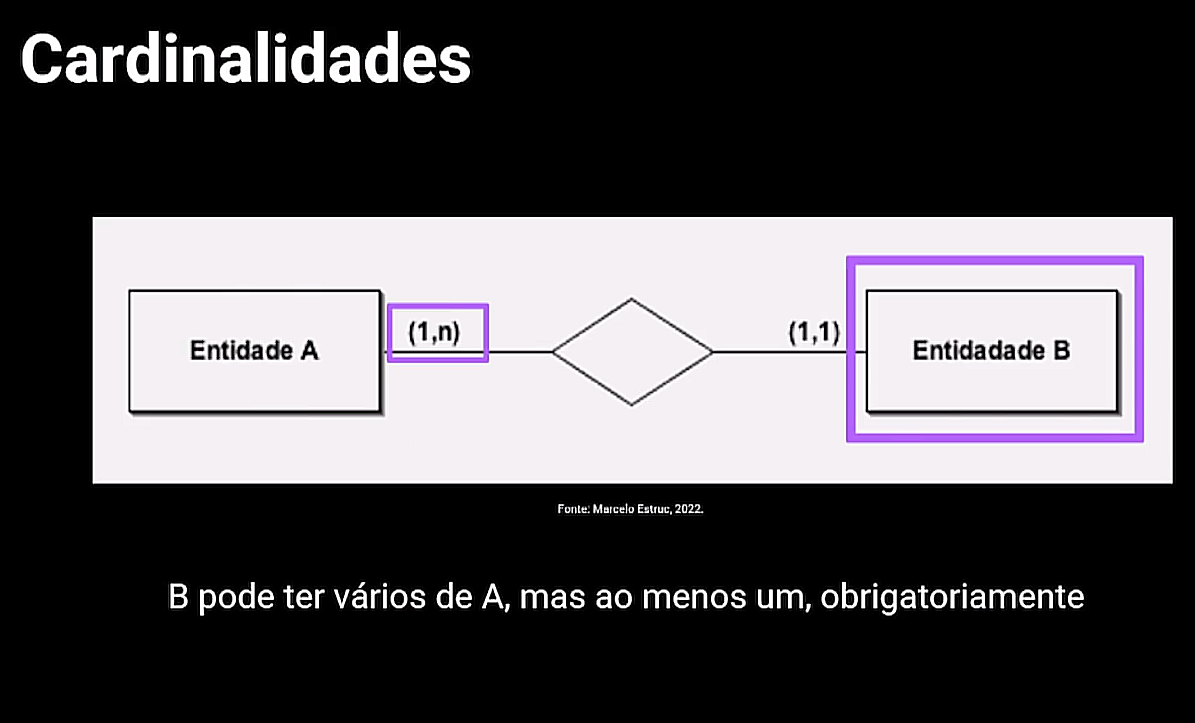 Cardinalidades
(1,n)
(1,1)
Entidade A
Entidadade B
Fonte: Marcelo Estruc, 2022.
B pode ter vários de A, mas ao menos um, obrigatoriamente